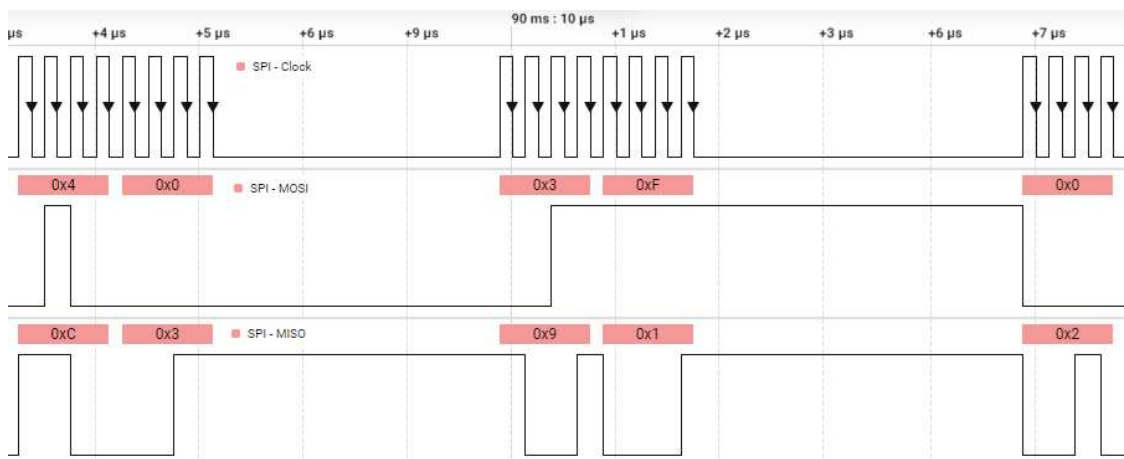 90 ms : 10 µs
µs +4 µs +5 µs +6 µs +9 µs +1 µs +2 µs +3 µs +6 µs +7 µs
SPI - Clock
0x4 0x0 SPI - MOSI 0x3 0xF 0x0
0xC 0x3 SPI - MISO 0x9 0x1 0x2